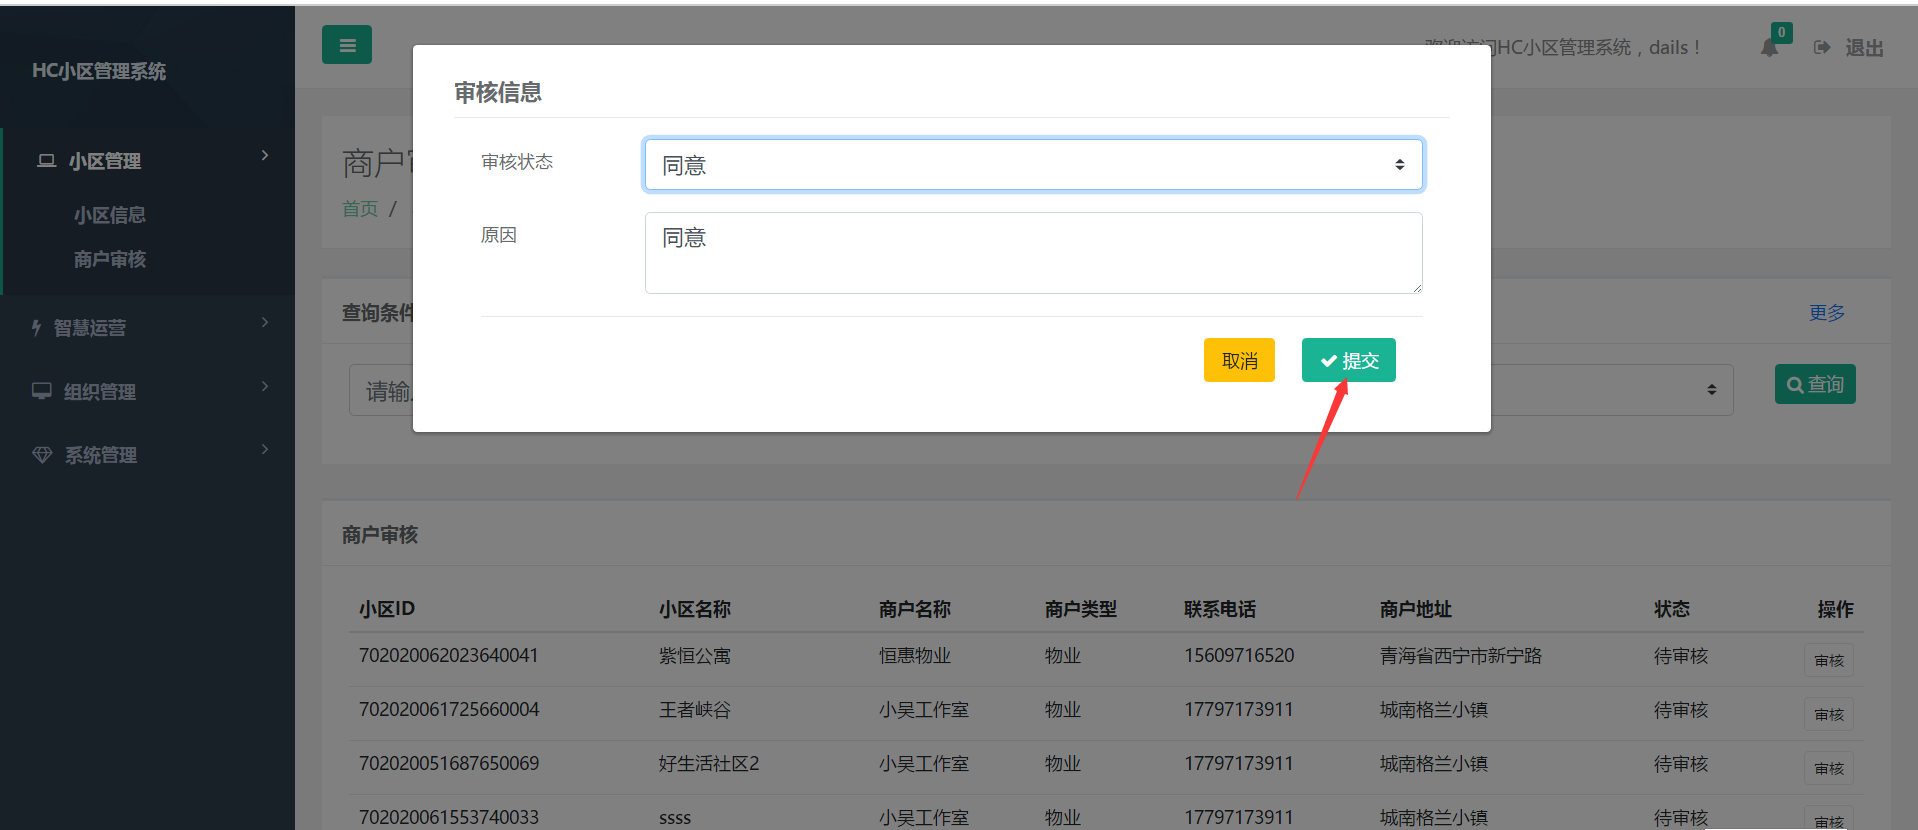 HC小区管理系统
小区管理
小区信息
商户审核
智慧运营
组织管理
系统管理
问HC小区管理系统，dails！
0
退出
商户
首页 /
审核信息
审核状态
同意
原因
同意
取消
提交
查询条件
更多
请输
查询
商户审核
小区ID 小区名称 商户名称 商户类型 联系电话 商户地址 状态 操作
702020062023640041 紫恒公寓 恒惠物业 物业 15609716520 青海省西宁市新宁路 待审核 审核
702020061725660004 王者峡谷 小吴工作室 物业 17797173911 城南格兰小镇 待审核 审核
702020051687650069 好生活社区2 小吴工作室 物业 17797173911 城南格兰小镇 待审核 审核
702020061553740033 ssss 小吴工作室 物业 17797173911 城南格兰小镇 待审核 审核